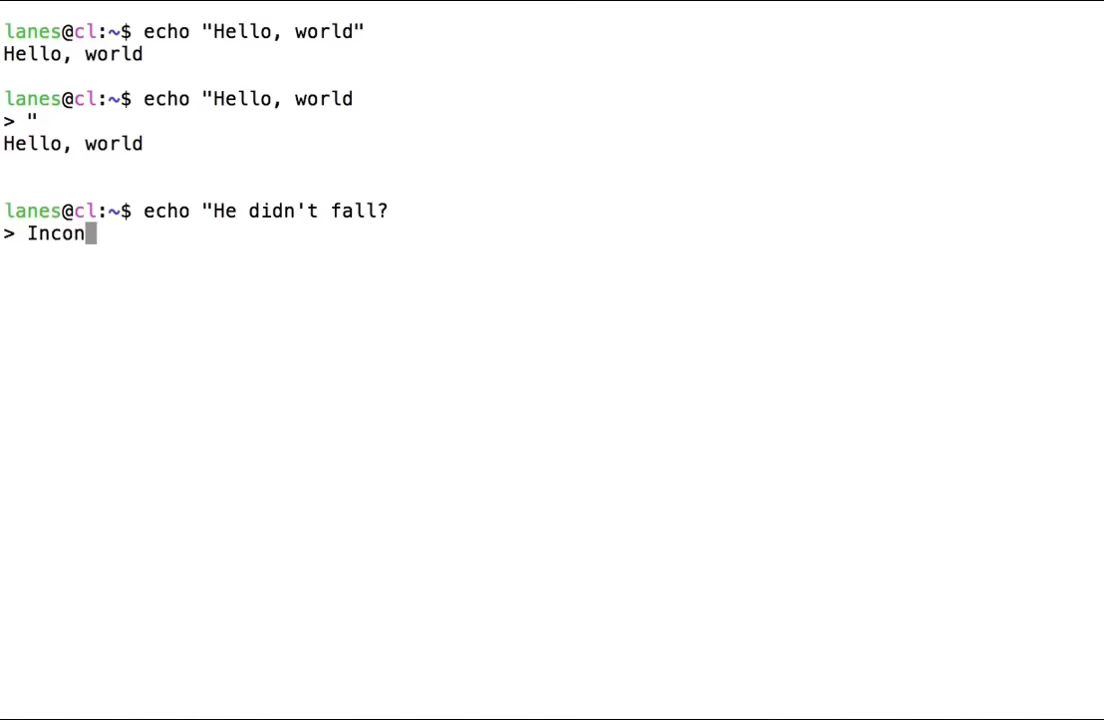 lanes@cl:~$ echo "Hello, world"
Hello, world
lanes@cl:~$ echo "Hello, world
> "
Hello, world
lanes@cl:~$ echo "He didn't fall?
> Incon